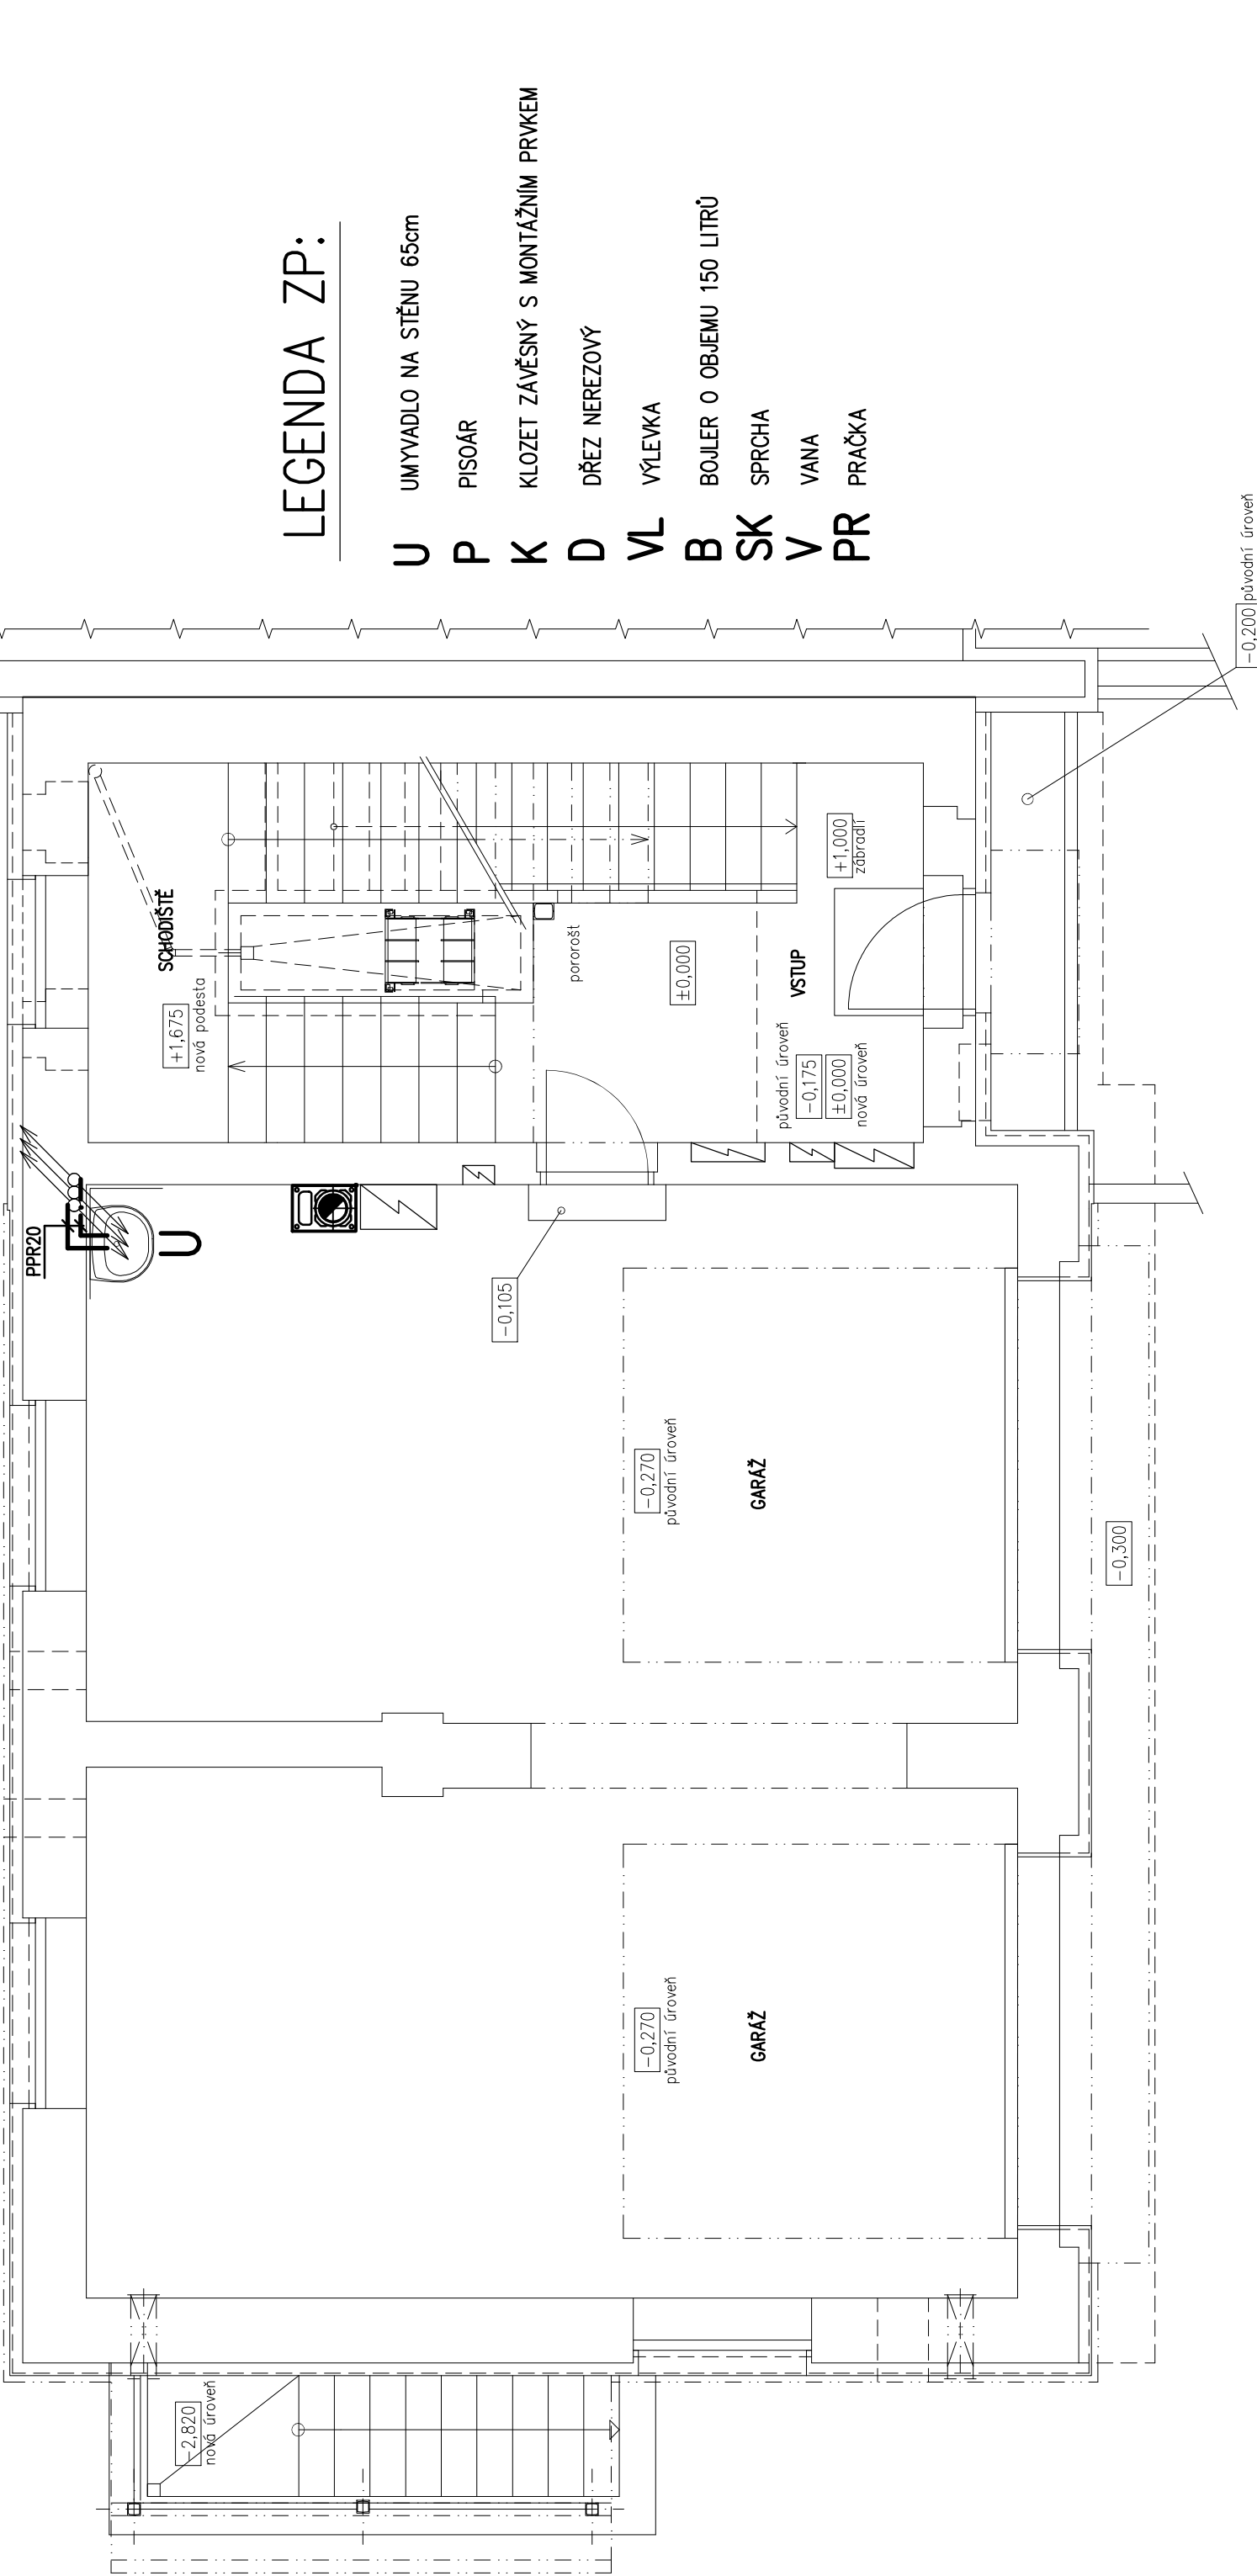 LEGENDA ZP:
U UMYVADLO NA STĚNU 65cm
P PISOÁR
K KLOZET ZÁVĚSNÝ S MONTÁŽNÍM PRVKEM
D DŘEZ NEREZOVÝ
VL VÝLEVKA
B BOJLER O OBJEMU 150 LITRŮ
SK SPRCHA
V VANA
PR PRAČKA
PPR20
U
SCHODIŠTĚ
+1,675
nová podesta
pororošt
±0,000
VSTUP
+1,000
zábradlí
původní úroveň
-0,175
±0,000
nová úroveň
-0,200 původní úroveň
-0,105
-0,270
původní úroveň
GARÁŽ
-0,300
-0,270
původní úroveň
GARÁŽ
-2,820
nová úroveň